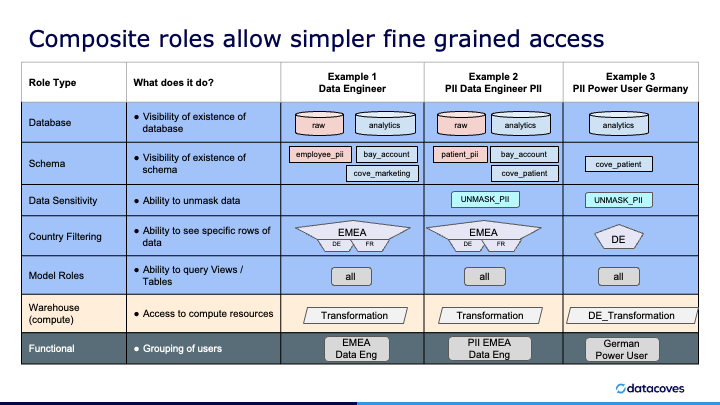 Composite roles allow simpler fine grained access
Role Type
What does it do?
Example 1
Data Engineer
Example 2
PII Data Engineer PII
Example 3
PII Power User Germany
Database
● Visibility of existence of
database
raw
analytics
raw
analytics
analytics
Schema
● Visibility of existence of
schema
employee_pii
bay_account
cove_marketing
patient_pii
bay_account
cove_patient
cove_patient
Data Sensitivity
● Ability to unmask data
UNMASK_PII
UNMASK_PII
Country Filtering
● Ability to see specific rows of
data
EMEA
DE
FR
EMEA
DE
FR
DE
Model Roles
● Ability to query Views /
Tables
all
all
all
Warehouse
(compute)
● Access to compute resources
Transformation
Transformation
DE_Transformation
Functional
● Grouping of users
EMEA
Data Eng
PII EMEA
Data Eng
German
Power User
datacoves